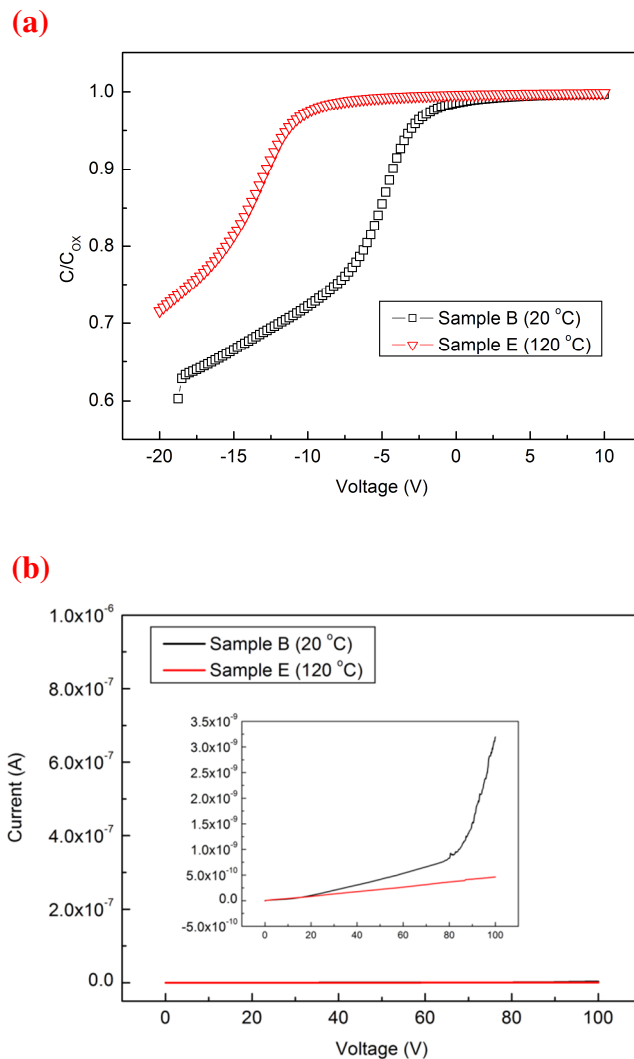 (a)
1.0
0.9
0.8
0.7
0.6
C/C_OX
-20 -15 -10 -5 0 5 10
Voltage (V)
Sample B (20 °C)
Sample E (120 °C)
(b)
1.0x10^-6
8.0x10^-7
6.0x10^-7
4.0x10^-7
2.0x10^-7
0.0
Current (A)
Sample B (20 °C)
Sample E (120 °C)
3.5x10^-9
3.0x10^-9
2.5x10^-9
2.0x10^-9
1.5x10^-9
1.0x10^-9
5.0x10^-10
0.0
-5.0x10^-10
0 20 40 60 80 100
0 20 40 60 80 100
Voltage (V)